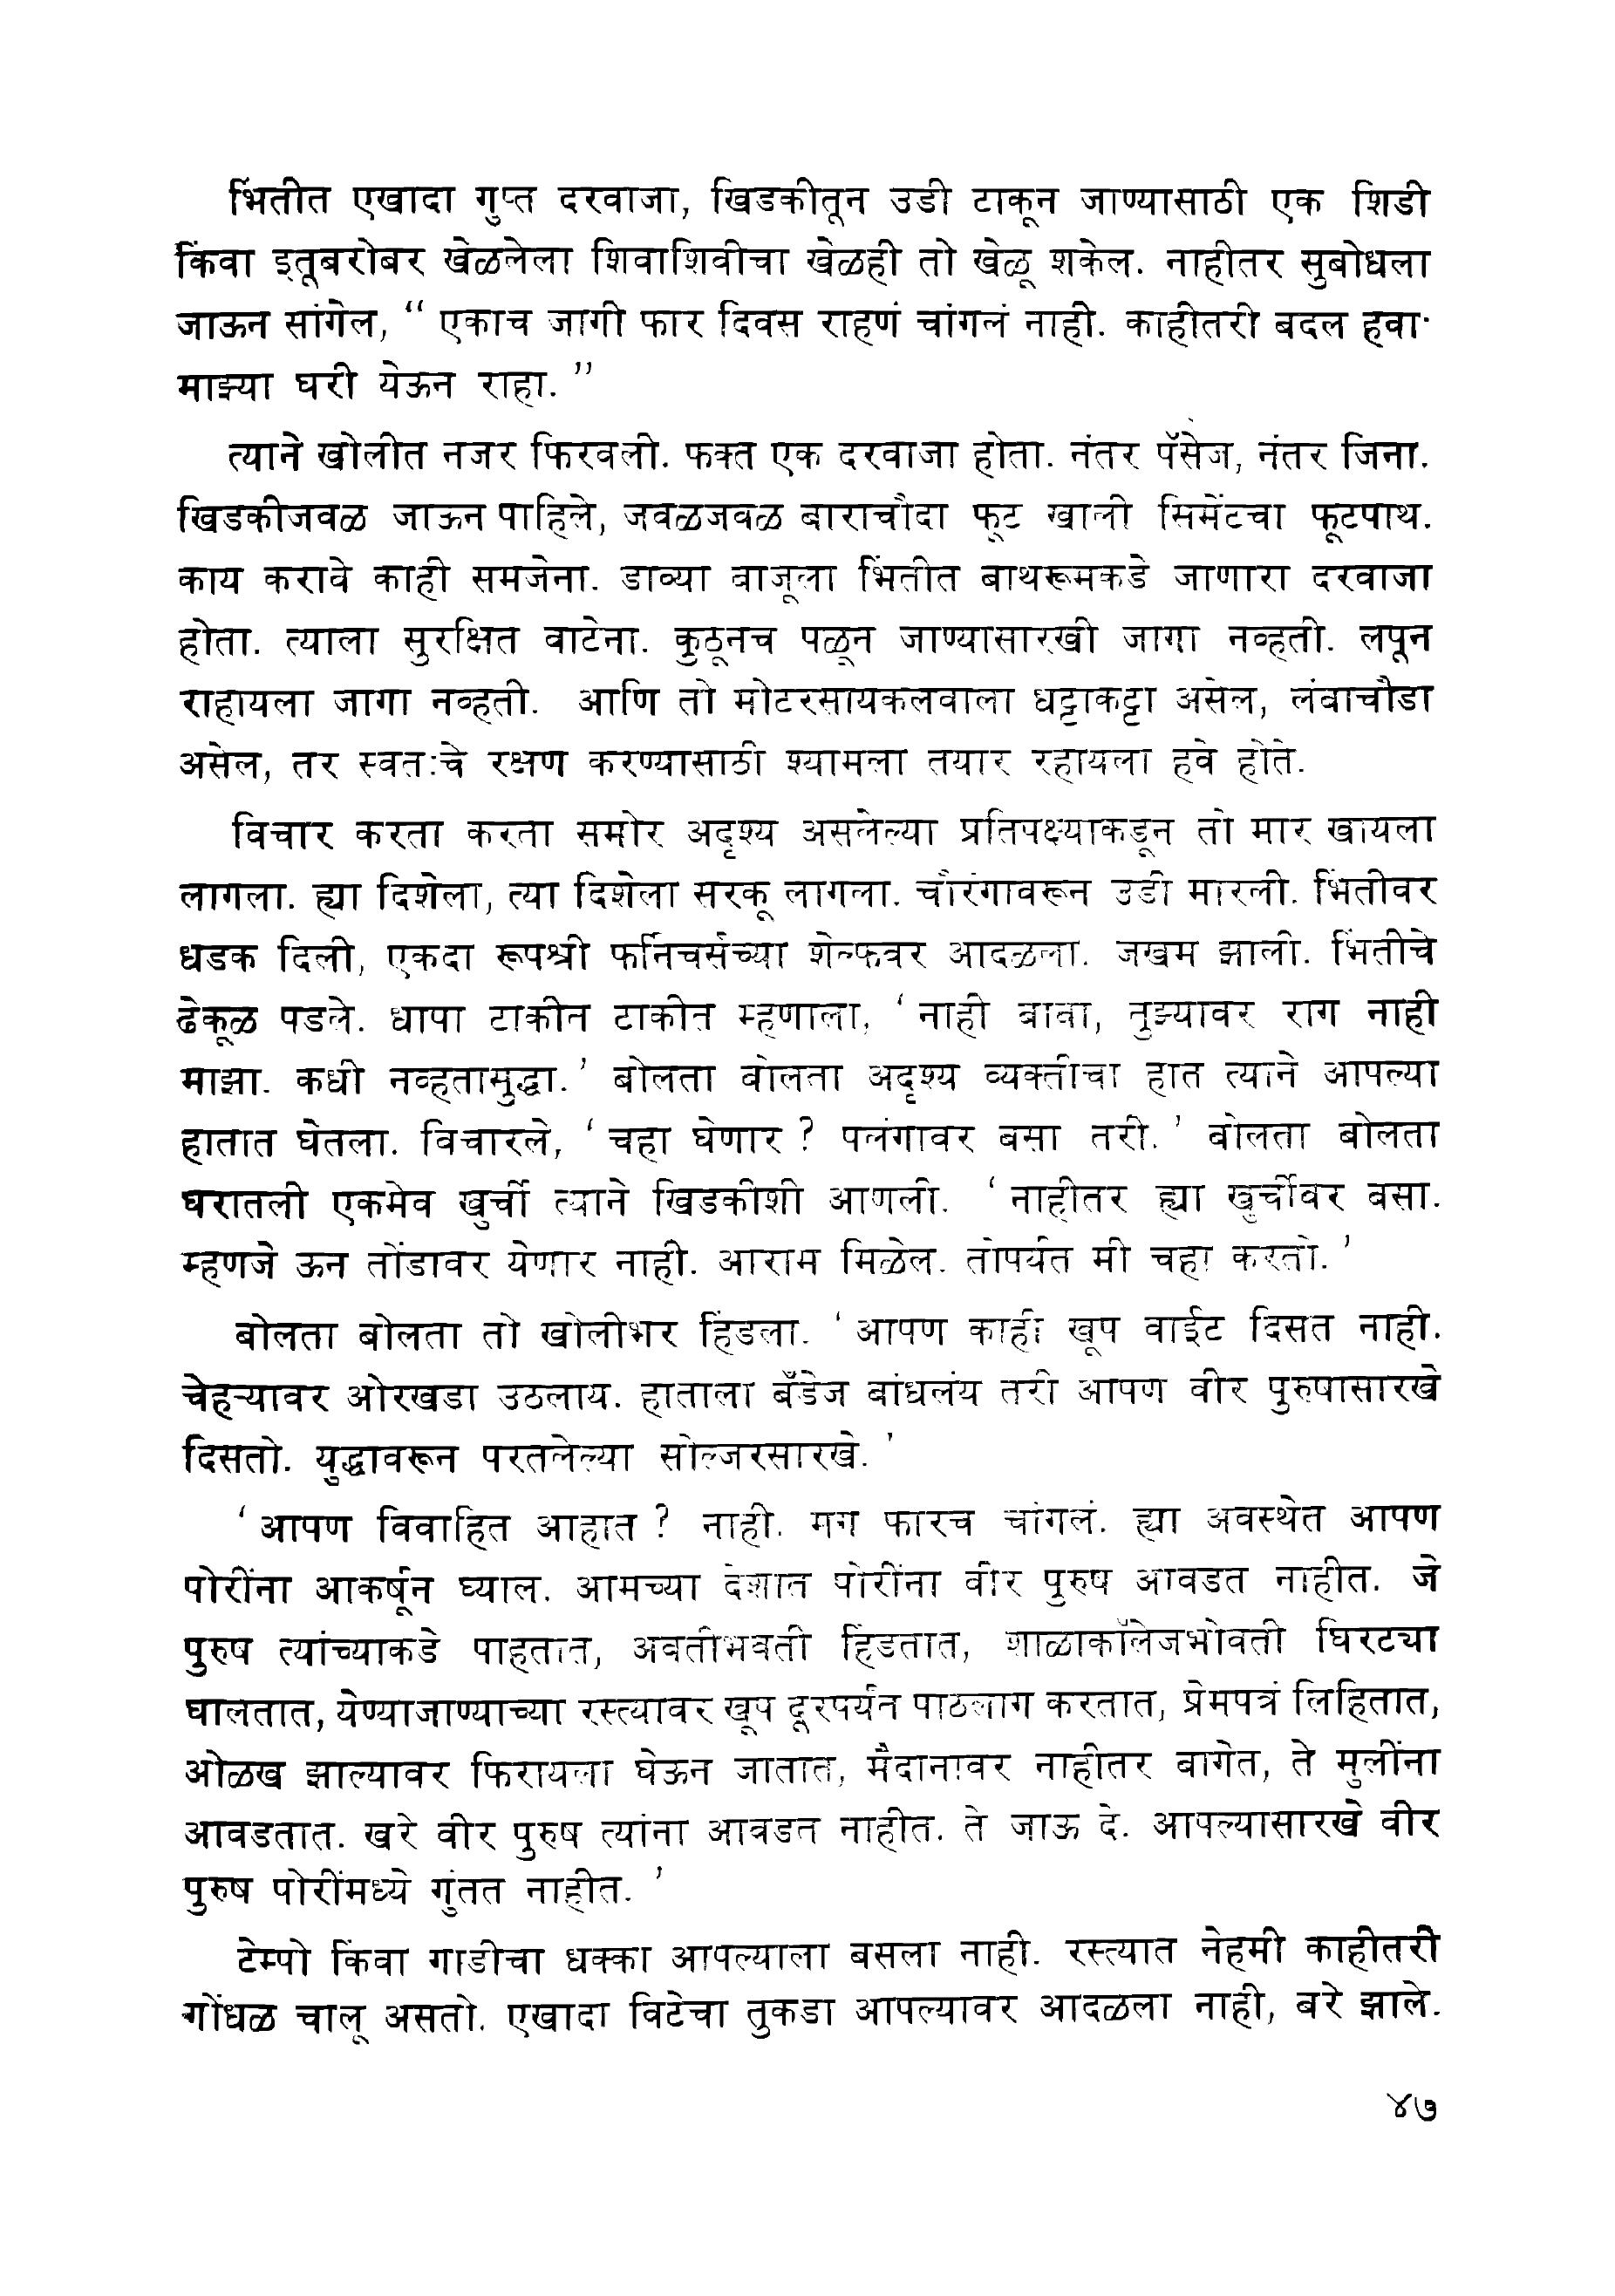 भिंतीत एखादा गुप्त दरवाजा, खिडकीतून उडी टाकून जाण्यासाठी एक शिडी
किंवा इतूबरोबर खेळलेला शिवाशिवीचा खेळही तो खेळू शकेल. नाहीतर सुबोधला
जाऊन सांगेल, “ एकाच जागी फार दिवस राहणं चांगलं नाही. काहीतरी बदल हवा.
माझ्या घरी येऊन राहा. ”
त्याने खोलीत नजर फिरवली. फक्त एक दरवाजा होता. नंतर पॅसेज, नंतर जिना.
खिडकीजवळ जाऊन पाहिले, जवळजवळ बाराचौदा फूट खाली सिमेंटचा फूटपाथ.
काय करावे काही समजेना. डाव्या बाजूला भिंतीत बाथरूमकडे जाणारा दरवाजा
होता. त्याला सुरक्षित वाटेना. कुठूनच पळून जाण्यासारखी जागा नव्हती. लपून
राहायला जागा नव्हती. आणि तो मोटरसायकलवाला धट्टाकट्टा असेल, लंबाचौडा
असेल, तर स्वतःचे रक्षण करण्यासाठी श्यामला तयार रहायला हवे होते.
विचार करता करता समोर अदृश्य असलेल्या प्रतिपक्ष्याकडून तो मार खायला
लागला. ह्या दिशेला, त्या दिशेला सरकू लागला. चौरंगावरून उडी मारली. भिंतीवर
धडक दिली, एकदा रूपश्री फर्निचर्सच्या शेल्फवर आदळला. जखम झाली. भिंतीचे
ढेकूळ पडले. धापा टाकीत टाकीत म्हणाला, ‘ नाही बाबा, तुझ्यावर राग नाही
माझा. कधी नव्हतासुद्धा. ’ बोलता बोलता अदृश्य व्यक्तीचा हात त्याने आपल्या
हातात घेतला. विचारले, ‘ चहा घेणार ? पलंगावर बसा तरी. ’ बोलता बोलता
घरातली एकमेव खुर्ची त्याने खिडकीशी आणली. ‘ नाहीतर ह्या खुर्चीवर बसा.
म्हणजे ऊन तोंडावर येणार नाही. आराम मिळेल. तोपर्यंत मी चहा करतो. ’
बोलता बोलता तो खोलीभर हिंडला. ‘ आपण काही खूप वाईट दिसत नाही.
चेहऱ्यावर ओरखडा उठलाय. हाताला बँडेज बांधलंय तरी आपण वीर पुरुषासारखे
दिसतो. युद्धावरून परतलेल्या सोल्जरसारखे. ’
‘ आपण विवाहित आहात ? नाही. मग फारच चांगलं. ह्या अवस्थेत आपण
पोरींना आकर्षून घ्याल. आमच्या देशात पोरींना वीर पुरुष आवडत नाहीत. जे
पुरुष त्यांच्याकडे पाहतात, अवतीभवती हिंडतात, शाळाकॉलेजभोवती घिरट्या
घालतात, येण्याजाण्याच्या रस्त्यावर खूप दूरपर्यंत पाठलाग करतात, प्रेमपत्रं लिहितात,
ओळख झाल्यावर फिरायला घेऊन जातात, मैदानावर नाहीतर बागेत, ते मुलींना
आवडतात. खरे वीर पुरुष त्यांना आवडत नाहीत. ते जाऊ दे. आपल्यासारखे वीर
पुरुष पोरींमध्ये गुंतत नाहीत. ’
टेम्पो किंवा गाडीचा धक्का आपल्याला बसला नाही. रस्त्यात नेहमी काहीतरी
गोंधळ चालू असतो. एखादा विटेचा तुकडा आपल्यावर आदळला नाही, बरे झाले.
४७